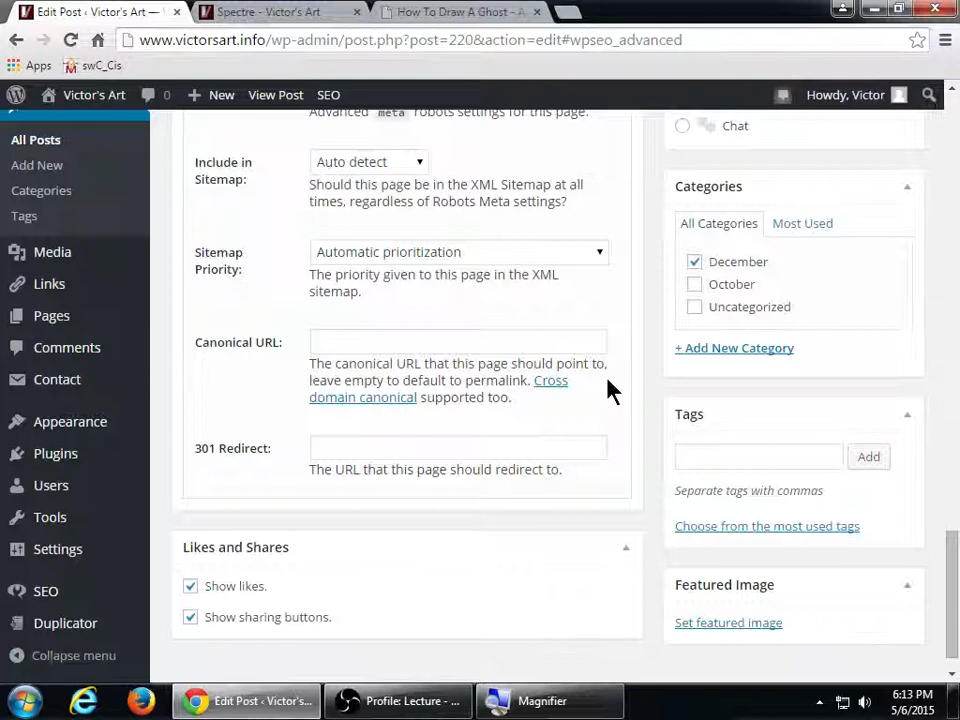 Edit Post ‹ Victor's Art —
Spectre - Victor's Art
How To Draw A Ghost - A
www.victorsart.info/wp-admin/post.php?post=220&action=edit#wpseo_advanced
Apps
swC_Cis
Victor's Art
0
New
View Post
SEO
Howdy, Victor
All Posts
Add New
Categories
Tags
Media
Links
Pages
Comments
Contact
Appearance
Plugins
Users
Tools
Settings
SEO
Duplicator
Collapse menu
Advanced meta robots settings for this page.
Include in
Sitemap:
Auto detect
Should this page be in the XML Sitemap at all
times, regardless of Robots Meta settings?
Sitemap
Priority:
Automatic prioritization
The priority given to this page in the XML
sitemap.
Canonical URL:
The canonical URL that this page should point to,
leave empty to default to permalink. Cross
domain canonical supported too.
301 Redirect:
The URL that this page should redirect to.
Likes and Shares
Show likes.
Show sharing buttons.
Chat
Categories
All Categories
Most Used
December
October
Uncategorized
+ Add New Category
Tags
Add
Separate tags with commas
Choose from the most used tags
Featured Image
Set featured image
Edit Post ‹ Victor's...
Profile: Lecture - ...
Magnifier
6:13 PM
5/6/2015